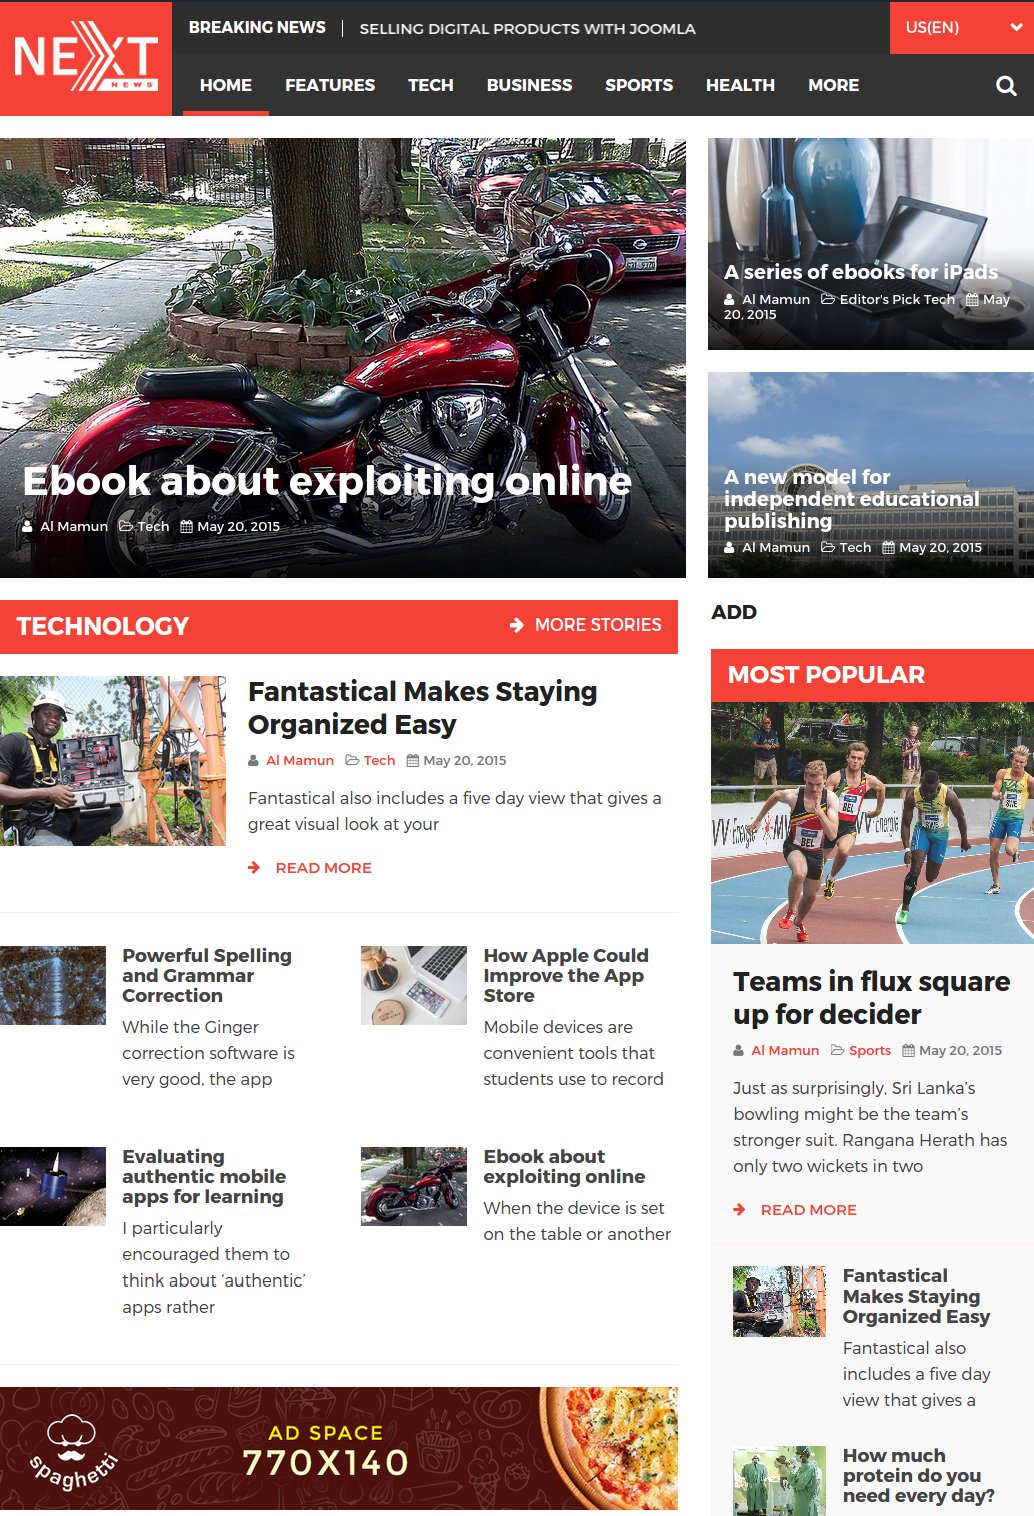 NEXT
NEWS
BREAKING NEWS
SELLING DIGITAL PRODUCTS WITH JOOMLA
US(EN)
HOME FEATURES TECH BUSINESS SPORTS HEALTH MORE
Ebook about exploiting online
Al Mamun Tech May 20, 2015
A series of ebooks for iPads
Al Mamun Editor's Pick Tech May
20, 2015
A new model for
independent educational
publishing
Al Mamun Tech May 20, 2015
TECHNOLOGY
MORE STORIES
Fantastical Makes Staying
Organized Easy
Al Mamun Tech May 20, 2015
Fantastical also includes a five day view that gives a
great visual look at your
READ MORE
Powerful Spelling
and Grammar
Correction
While the Ginger
correction software is
very good, the app
How Apple Could
Improve the App
Store
Mobile devices are
convenient tools that
students use to record
Evaluating
authentic mobile
apps for learning
I particularly
encouraged them to
think about ‘authentic’
apps rather
Ebook about
exploiting online
When the device is set
on the table or another
spaghetti
AD SPACE
770X140
ADD
MOST POPULAR
BEL
BEL
Energie
Teams in flux square
up for decider
Al Mamun Sports May 20, 2015
Just as surprisingly, Sri Lanka’s
bowling might be the team’s
stronger suit. Rangana Herath has
only two wickets in two
READ MORE
Fantastical
Makes Staying
Organized Easy
Fantastical also
includes a five day
view that gives a
How much
protein do you
need every day?